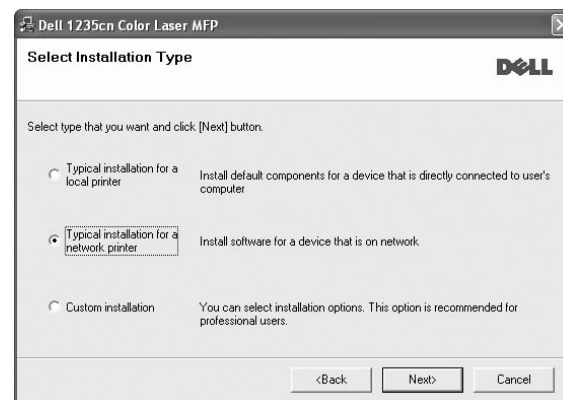 Dell 1235cn Color Laser MFP
Select Installation Type
DELL
Select type that you want and click [Next] button.
Typical installation for a
local printer
Install default components for a device that is directly connected to user's
computer
Typical installation for a
network printer
Install software for a device that is on network
Custom installation
You can select installation options. This option is recommended for
professional users.
<Back
Next>
Cancel